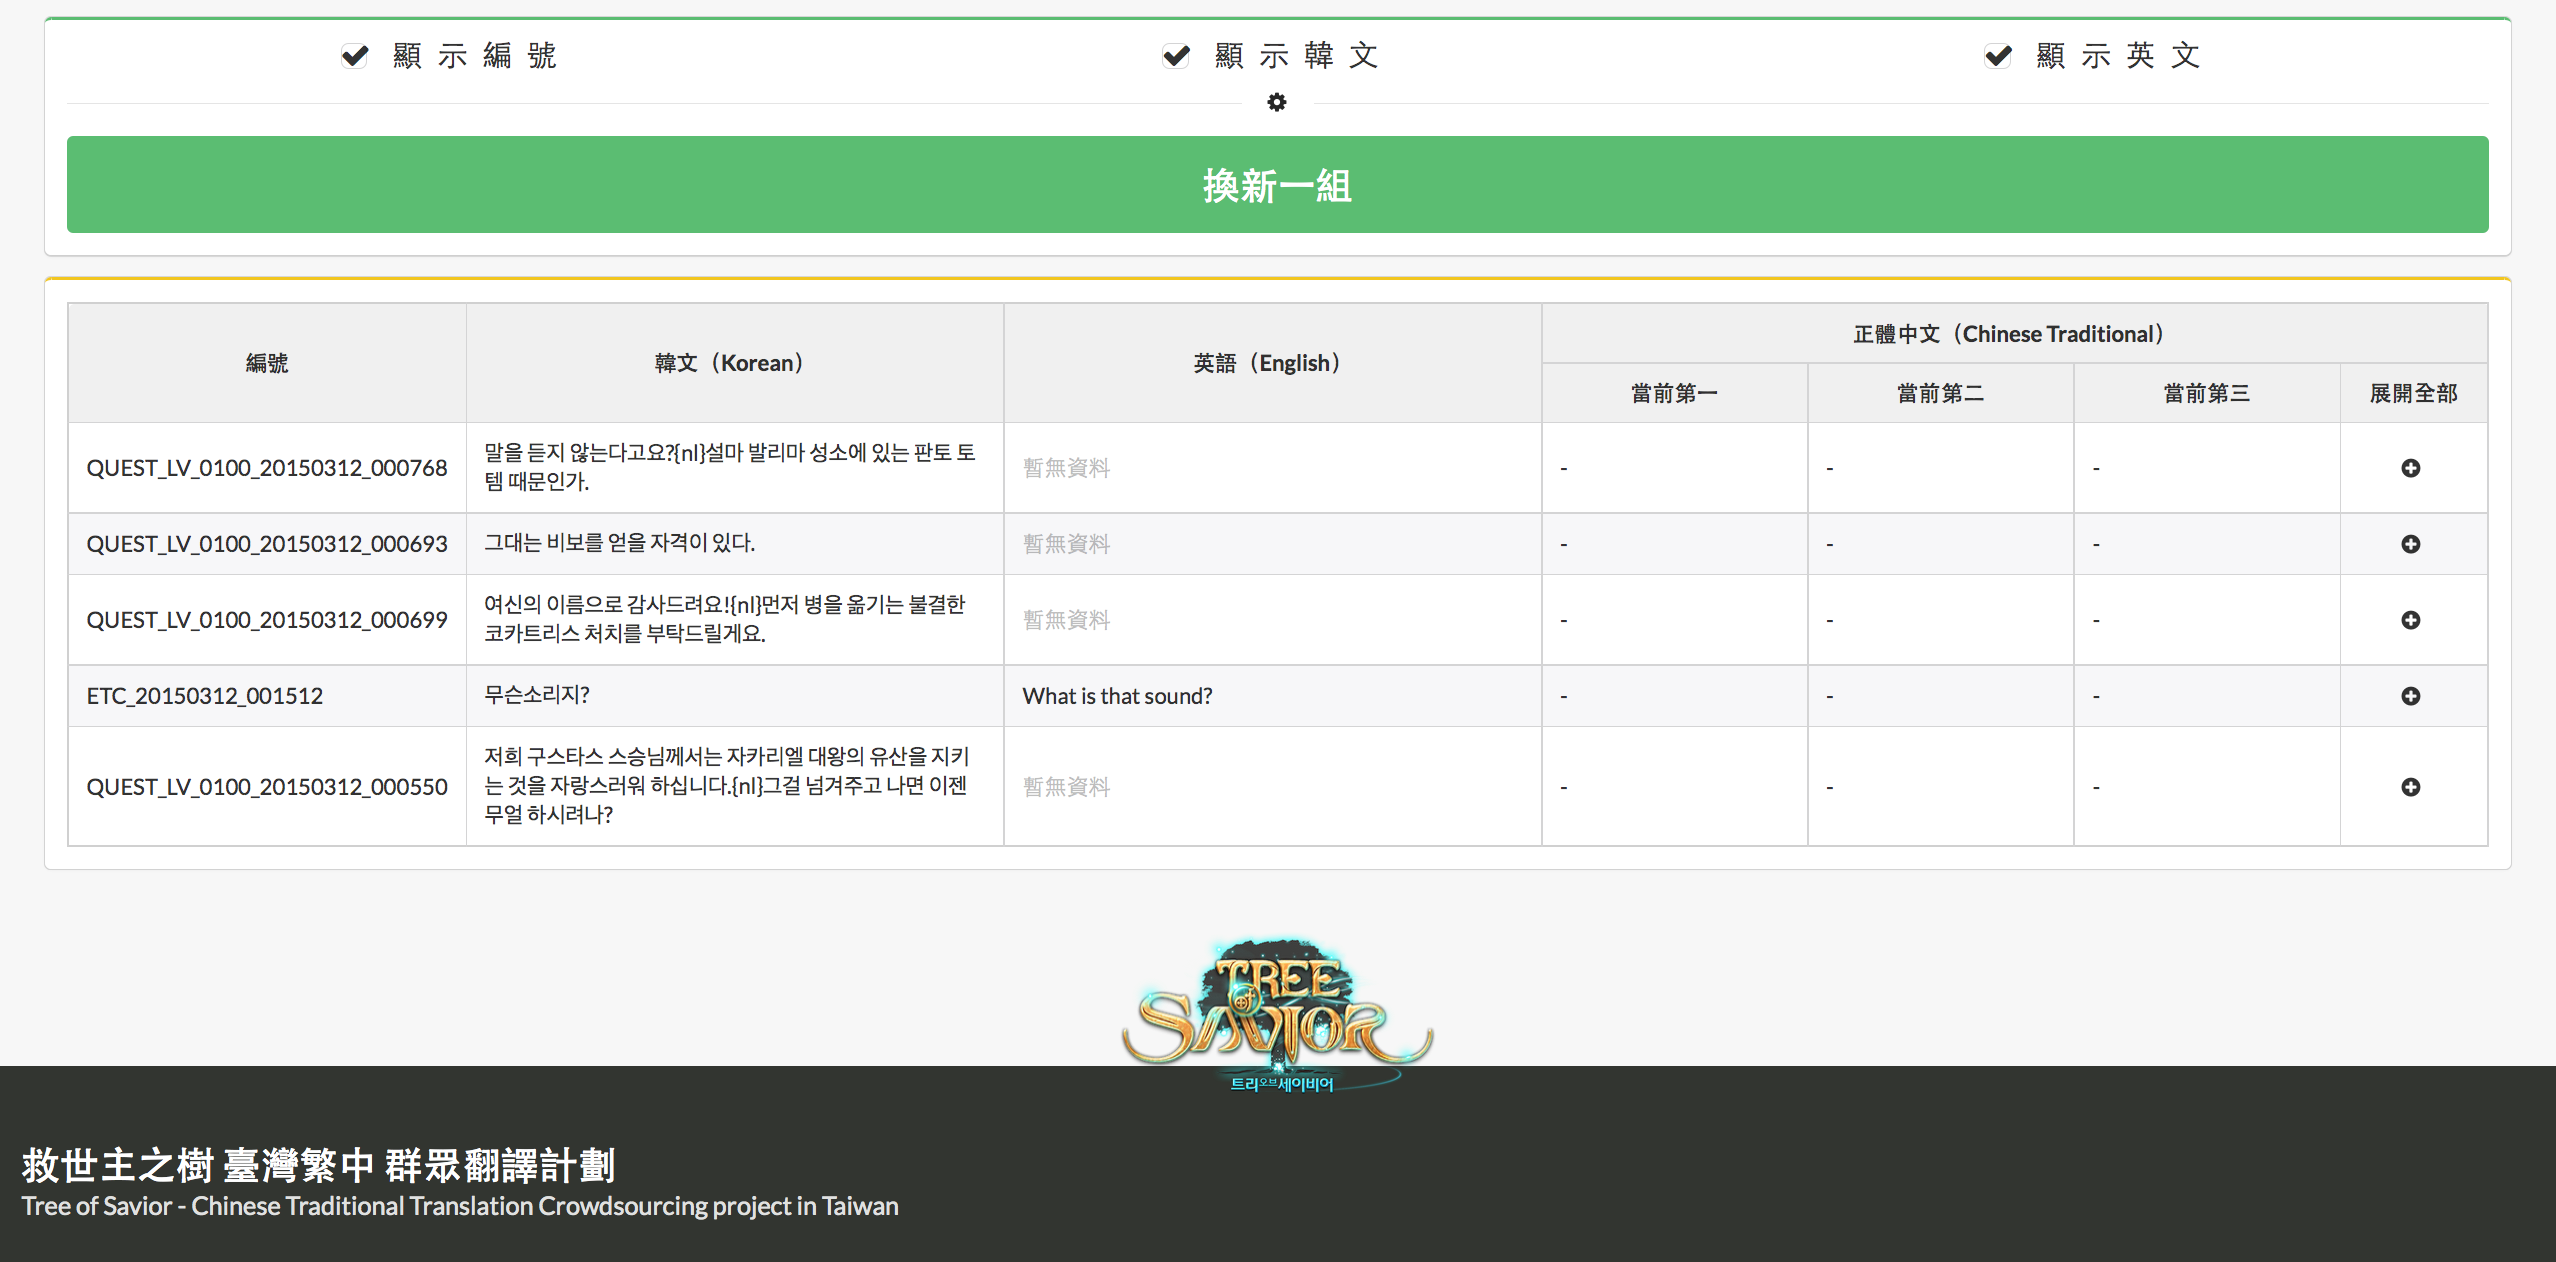 顯示編號
顯示韓文
顯示英文
換新一組
編號
韓文（Korean）
英語（English）
正體中文（Chinese Traditional）
當前第一
當前第二
當前第三
展開全部
QUEST_LV_0100_20150312_000768
말을 듣지 않는다고요?{nl}설마 발리마 성소에 있는 판토 토
템 때문인가.
暫無資料
-
-
-
QUEST_LV_0100_20150312_000693
그대는 비보를 얻을 자격이 있다.
暫無資料
-
-
-
QUEST_LV_0100_20150312_000699
여신의 이름으로 감사드려요!{nl}먼저 병을 옮기는 불결한
코카트리스 처치를 부탁드릴게요.
暫無資料
-
-
-
ETC_20150312_001512
무슨소리지?
What is that sound?
-
-
-
QUEST_LV_0100_20150312_000550
저희 구스타스 스승님께서는 자카리엘 대왕의 유산을 지키
는 것을 자랑스러워 하십니다.{nl}그걸 넘겨주고 나면 이젠
무얼 하시려나?
暫無資料
-
-
-
TREE
of
SAVIOR
트리오브세이비어
救世主之樹 臺灣繁中 群眾翻譯計劃
Tree of Savior - Chinese Traditional Translation Crowdsourcing project in Taiwan